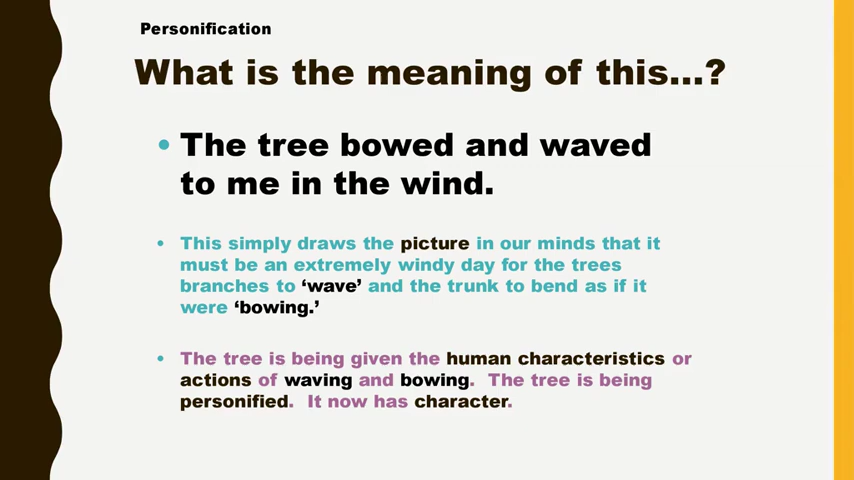 Personification
What is the meaning of this...?
• The tree bowed and waved
to me in the wind.
• This simply draws the picture in our minds that it
must be an extremely windy day for the trees
branches to ‘wave’ and the trunk to bend as if it
were ‘bowing.’
• The tree is being given the human characteristics or
actions of waving and bowing. The tree is being
personified. It now has character.